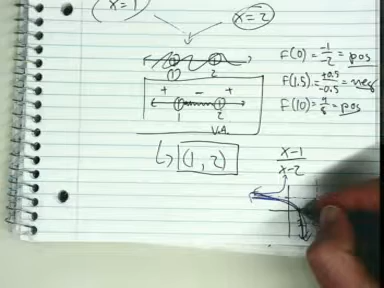 x=1
x=2
1 2
F(0) = -1/-2 = pos
+ - +
F(1.5) = +0.5/-0.5 = neg
1 2
F(10) = 9/8 = pos
V.A.
(1, 2)
x-1
x-2